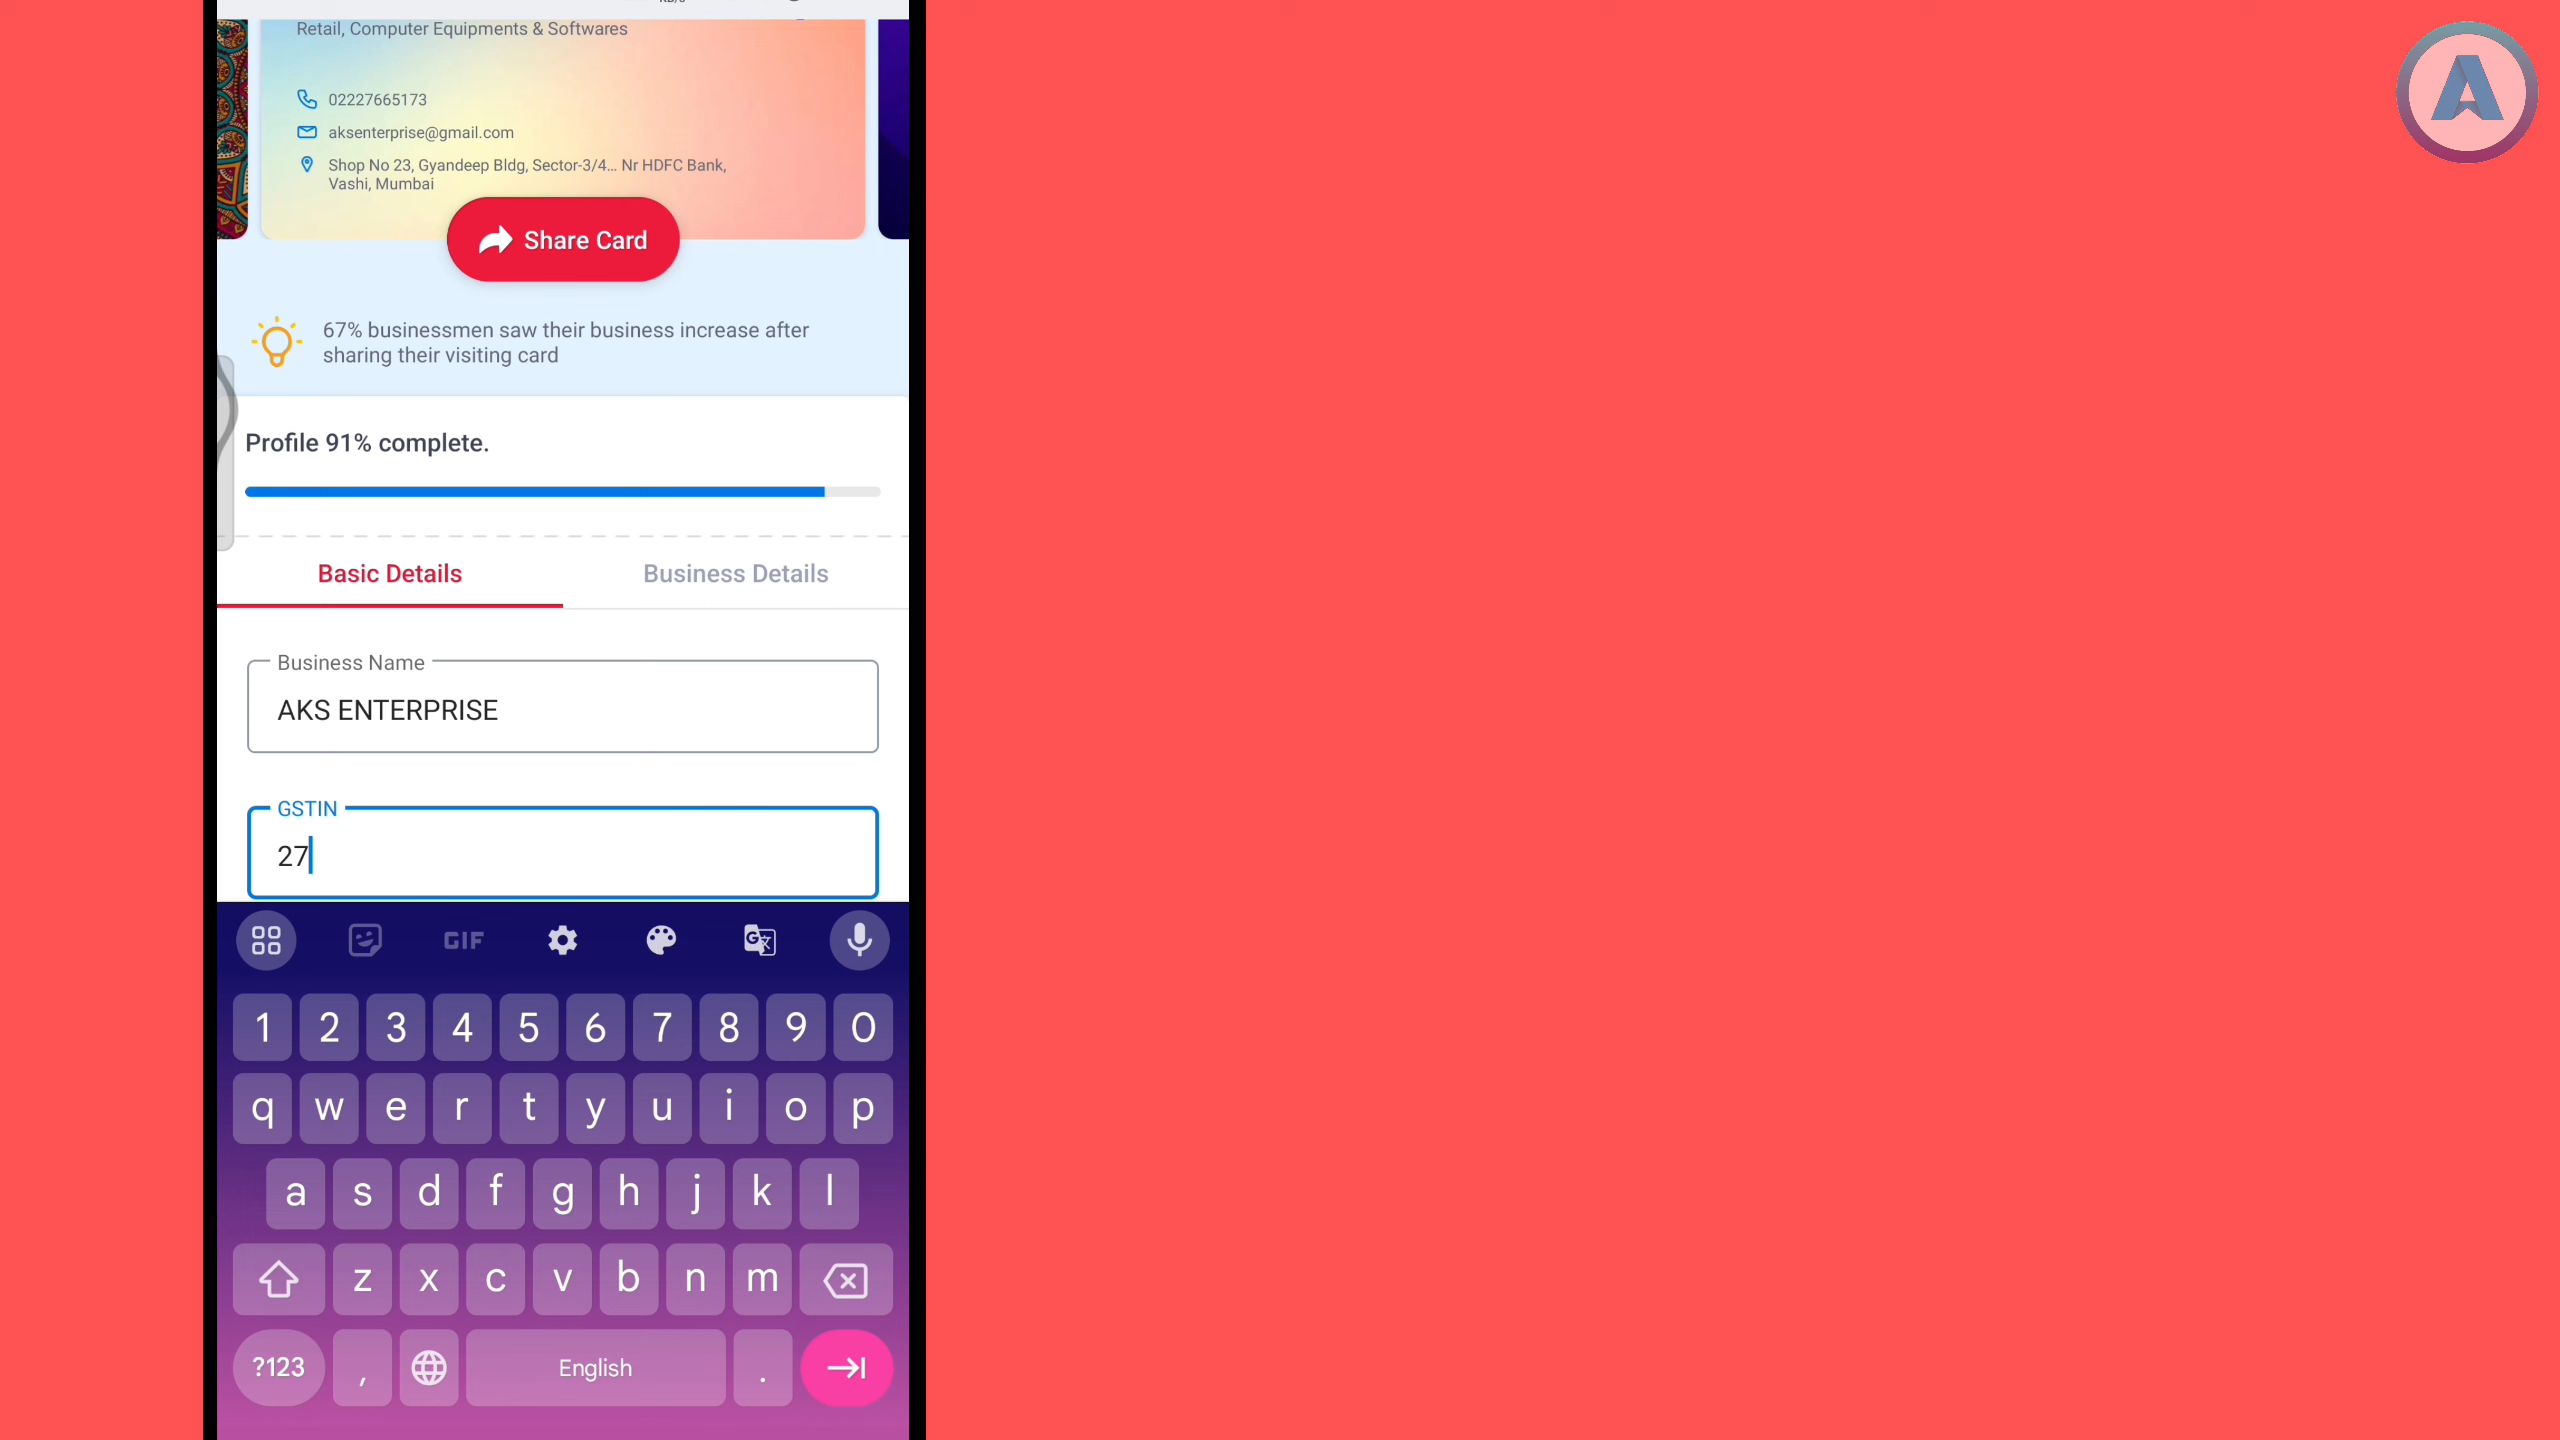 Retail, Computer Equipments & Softwares
02227665173
aksenterprise@gmail.com
Shop No 23, Gyandeep Bldg, Sector-3/4... Nr HDFC Bank,
Vashi, Mumbai
Share Card
67% businessmen saw their business increase after
sharing their visiting card
Profile 91% complete.
Basic Details
Business Details
Business Name
AKS ENTERPRISE
GSTIN
27
GIF
1 2 3 4 5 6 7 8 9 0
q w e r t y u i o p
a s d f g h j k l
z x c v b n m
?123 , English .
A